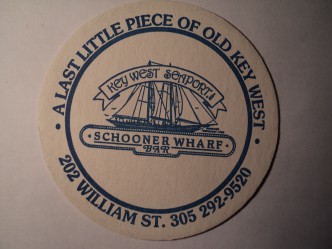 • A LAST LITTLE PIECE OF OLD KEY WEST •
KEY WEST SEAPORT
SCHOONER WHARF
BAR
202 WILLIAM ST. 305 292-9520